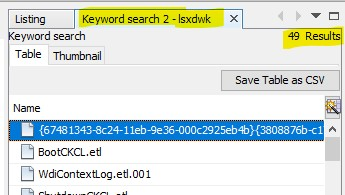 Listing
Keyword search 2 - lsxdwk
Keyword search
49 Results
Table
Thumbnail
Save Table as CSV
Name
{67481343-8c24-11eb-9e36-000c2925eb4b}{3808876b-c1
BootCKCL.etl
WdiContextLog.etl.001
ShutdownCKCL.etl